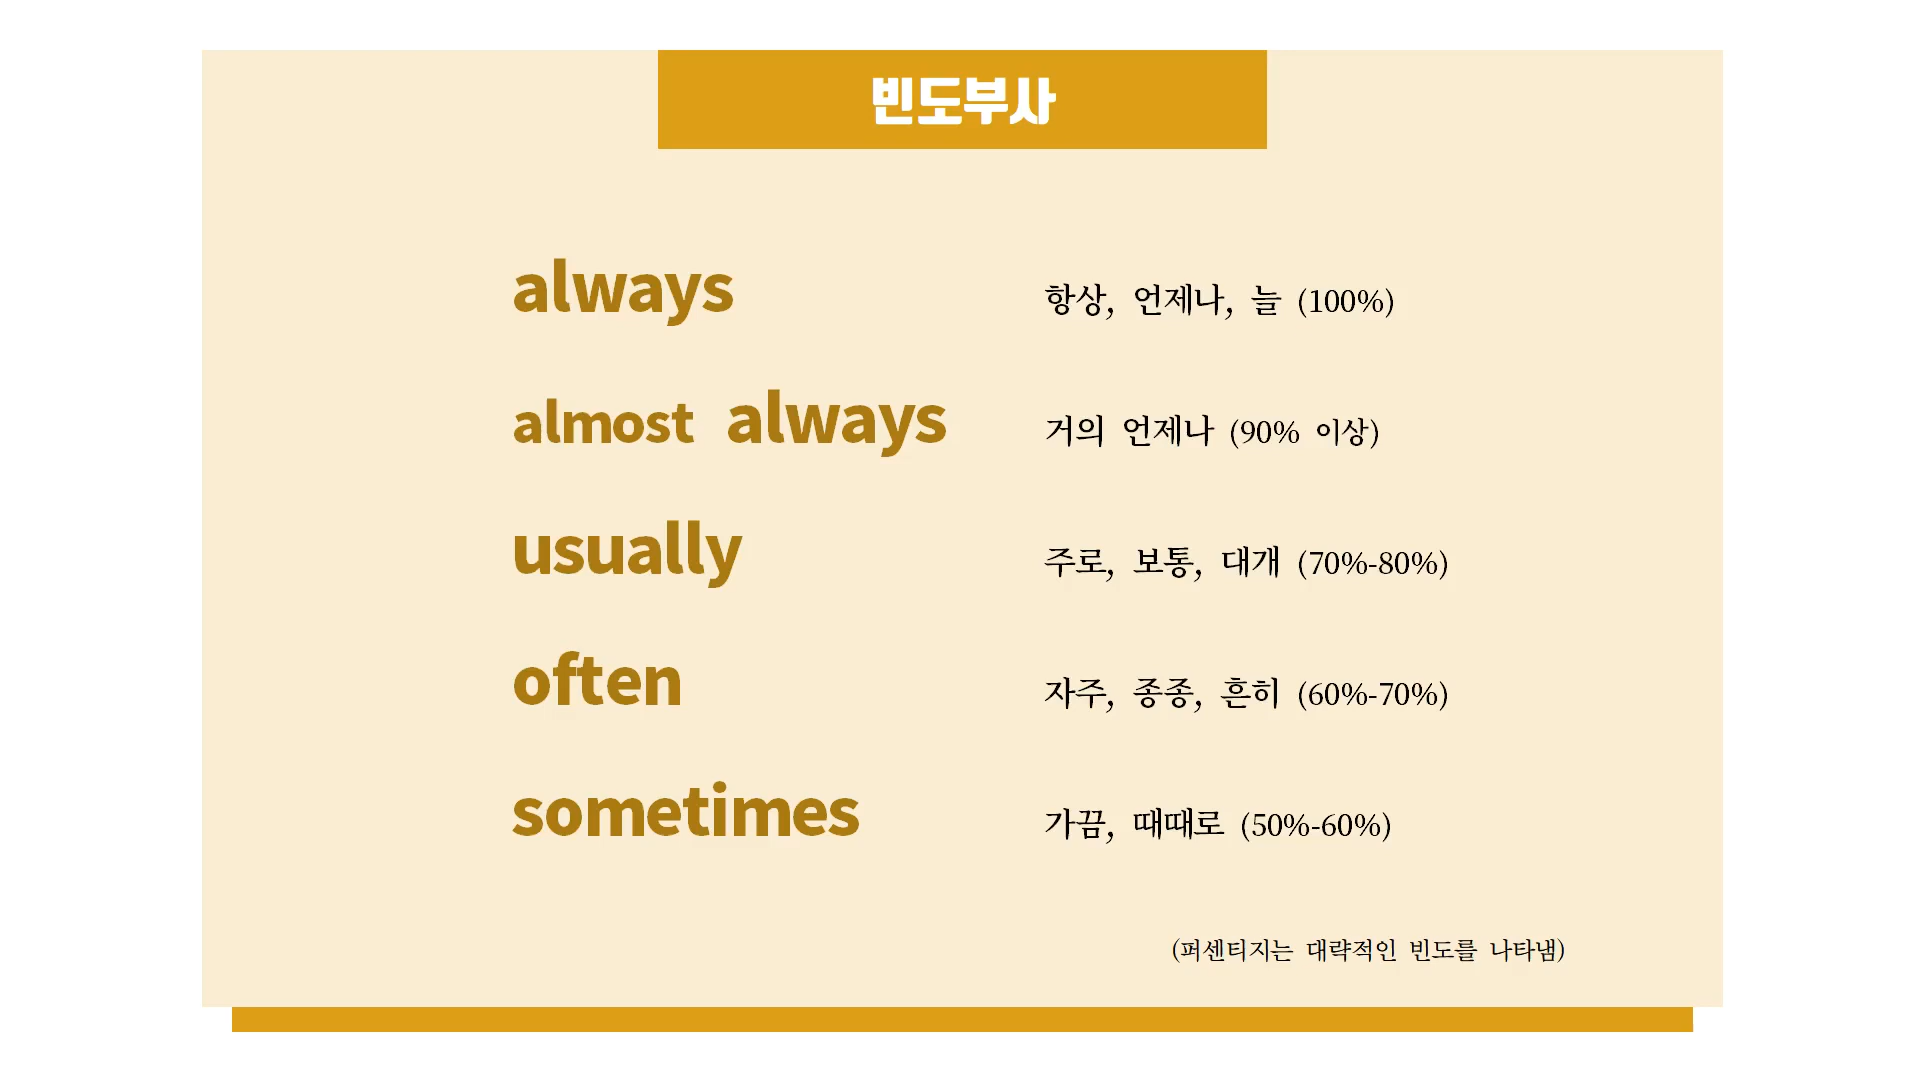 빈도부사
always 항상, 언제나, 늘 (100%)
almost always 거의 언제나 (90% 이상)
usually 주로, 보통, 대개 (70%-80%)
often 자주, 종종, 흔히 (60%-70%)
sometimes 가끔, 때때로 (50%-60%)
(퍼센티지는 대략적인 빈도를 나타냄)